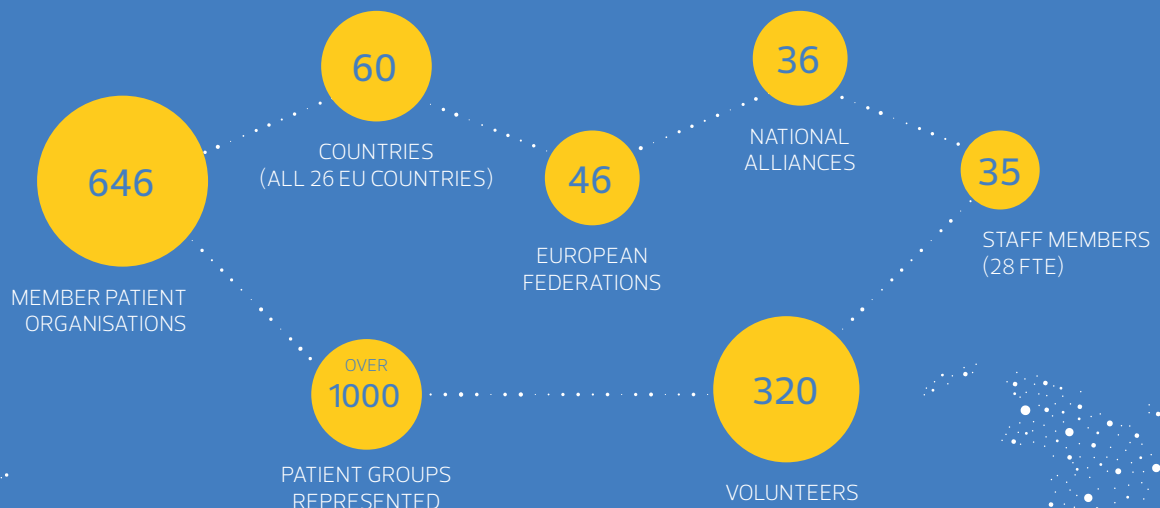 646
MEMBER PATIENT
ORGANISATIONS
60
COUNTRIES
(ALL 26 EU COUNTRIES)
46
EUROPEAN
FEDERATIONS
36
NATIONAL
ALLIANCES
35
STAFF MEMBERS
(28 FTE)
OVER
1000
PATIENT GROUPS
REPRESENTED
320
VOLUNTEERS